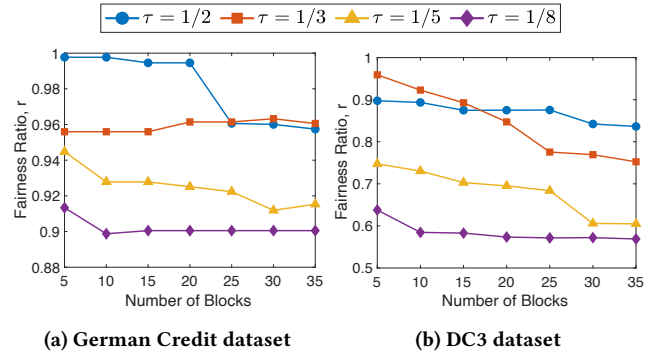 τ = 1/2 τ = 1/3 τ = 1/5 τ = 1/8
1
0.96
0.92
0.9
0.94
0.88
5 10 15 20 25 30 35
Fairness Ratio, r
Number of Blocks
(a) German Credit dataset
1
0.9
0.8
0.7
0.6
0.5
5 10 15 20 25 30 35
Fairness Ratio, r
Number of Blocks
(b) DC3 dataset